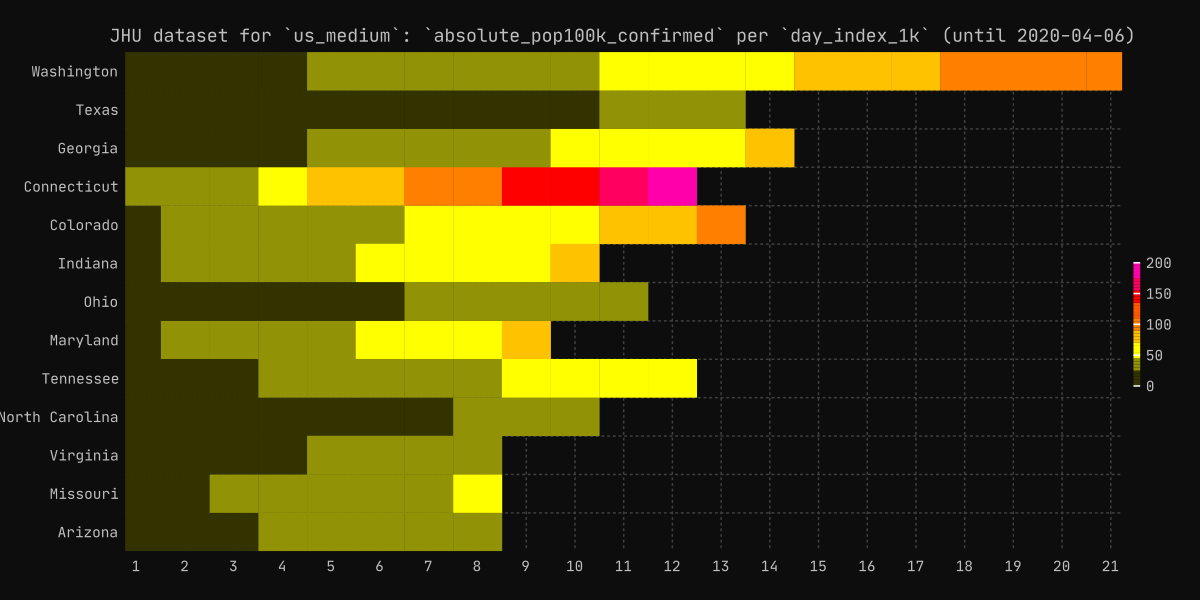 JHU dataset for `us_medium`: `absolute_pop100k_confirmed` per `day_index_1k` (until 2020-04-06)
Washington
Texas
Georgia
Connecticut
Colorado
Indiana
Ohio
Maryland
Tennessee
North Carolina
Virginia
Missouri
Arizona
1 2 3 4 5 6 7 8 9 10 11 12 13 14 15 16 17 18 19 20 21
200
150
100
50
0